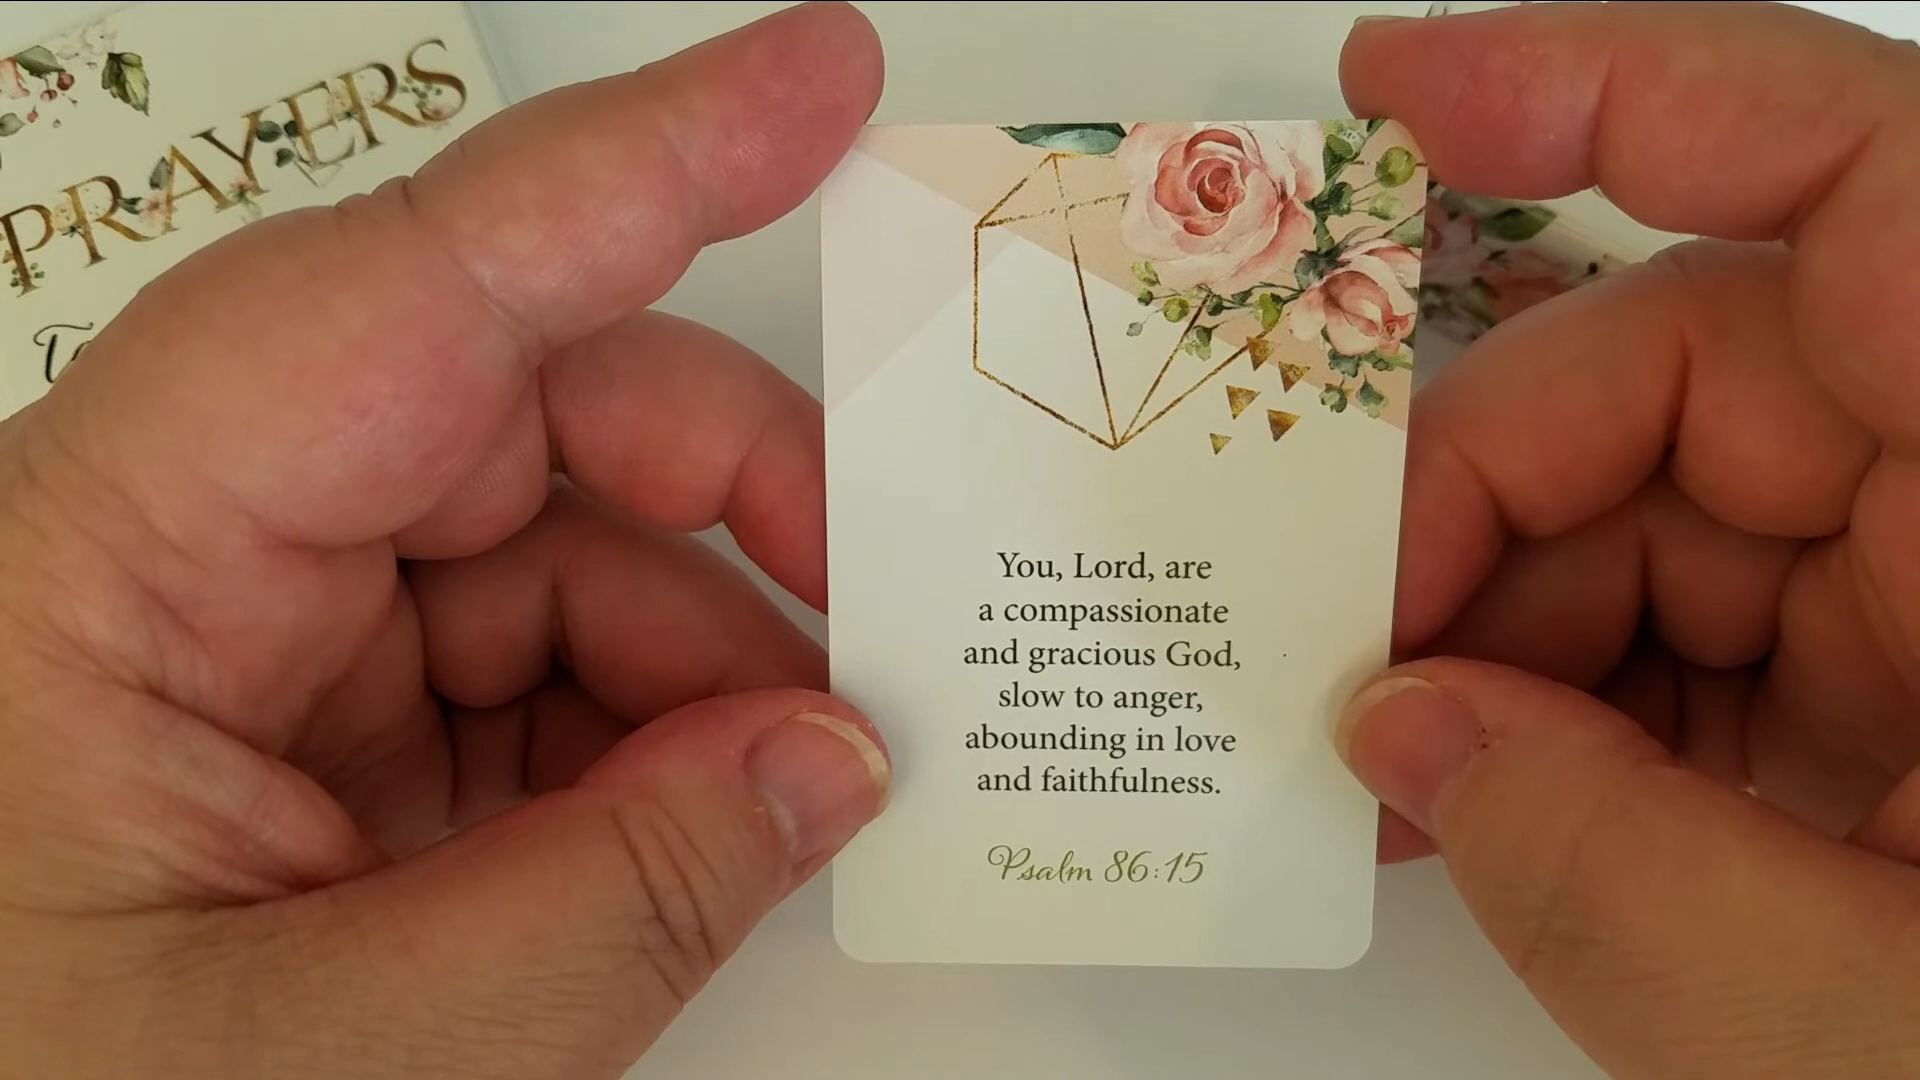 PRAYERS
You, Lord, are
a compassionate
and gracious God,
slow to anger,
abounding in love
and faithfulness.
Psalm 86:15